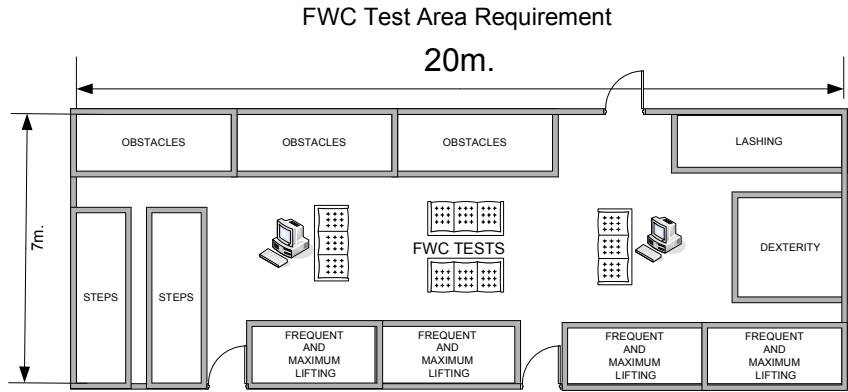 FWC Test Area Requirement
20m.
7m.
OBSTACLES
OBSTACLES
OBSTACLES
LASHING
STEPS
STEPS
FWC TESTS
DEXTERITY
FREQUENT
AND
MAXIMUM
LIFTING
FREQUENT
AND
MAXIMUM
LIFTING
FREQUENT
AND
MAXIMUM
LIFTING
FREQUENT
AND
MAXIMUM
LIFTING